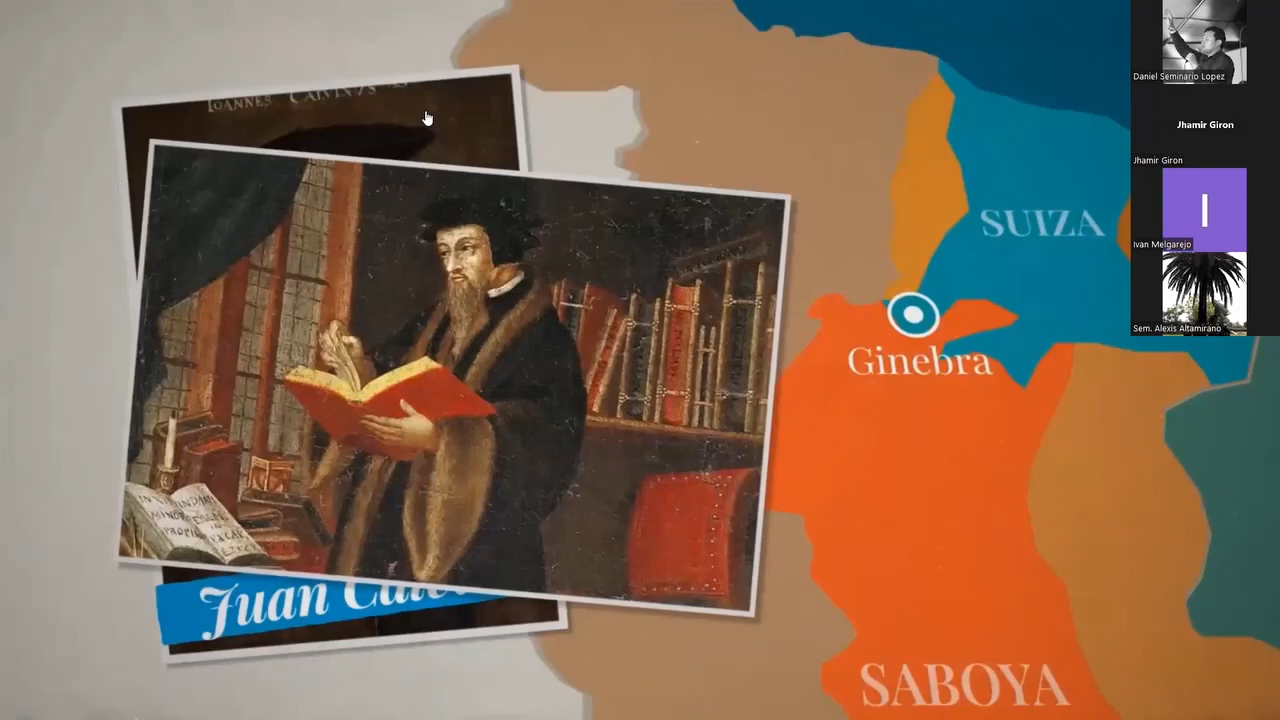 IOANNES CALVINVS
Juan
SUIZA
Ginebra
SABOYA
Daniel Seminario Lopez
Jhamir Giron
Jhamir Giron
I
Ivan Melgarejo
Sem. Alexis Altamirano